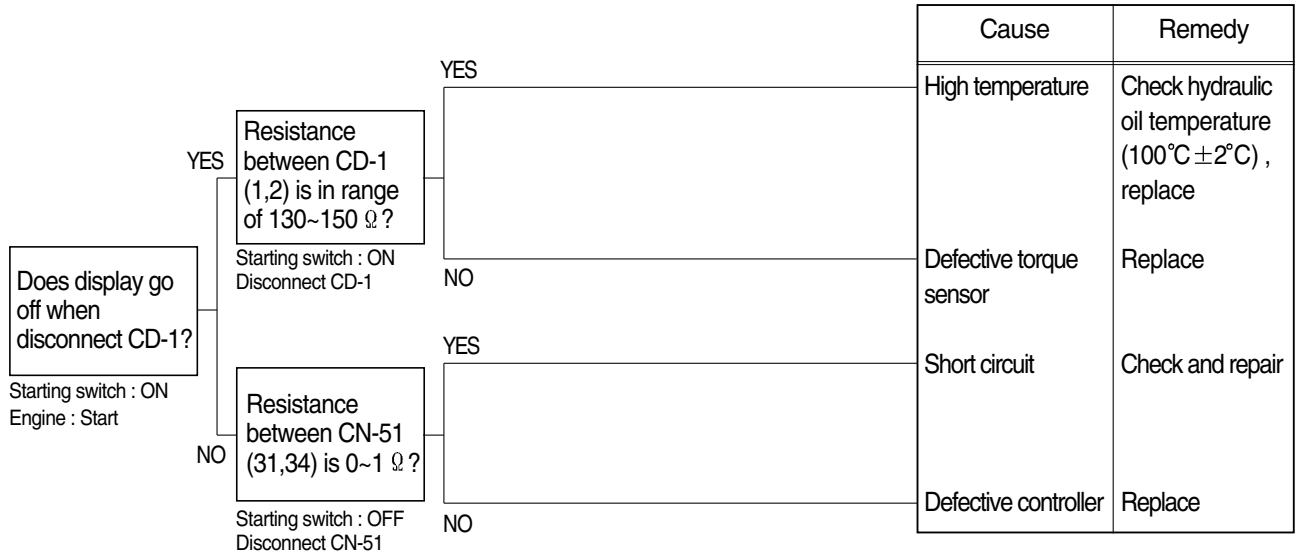 Does display go
off when
disconnect CD-1?
Starting switch : ON
Engine : Start
YES
Resistance
between CD-1
(1,2) is in range
of 130~150 Ω ?
Starting switch : ON
Disconnect CD-1
NO
Resistance
between CN-51
(31,34) is 0~1 Ω ?
Starting switch : OFF
Disconnect CN-51
YES
NO
YES
NO
Cause
Remedy
High temperature
Check hydraulic
oil temperature
(100°C ±2°C) ,
replace
Defective torque
sensor
Replace
Short circuit
Check and repair
Defective controller
Replace